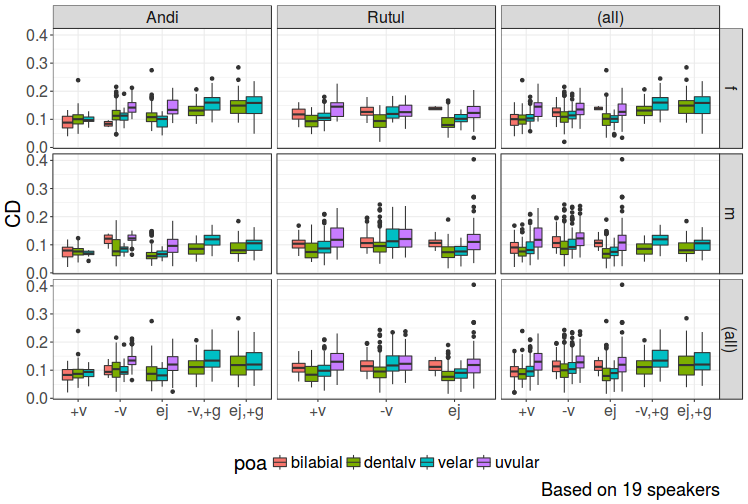 Andi Rutul (all)
0.4
0.3
0.2
0.1
0.0
f
0.4
0.3
0.2
0.1
0.0
m
0.4
0.3
0.2
0.1
0.0
(all)
CD
+v -v ej -v,+g ej,+g +v -v ej +v -v ej -v,+g ej,+g
poa bilabial dentalv velar uvular
Based on 19 speakers